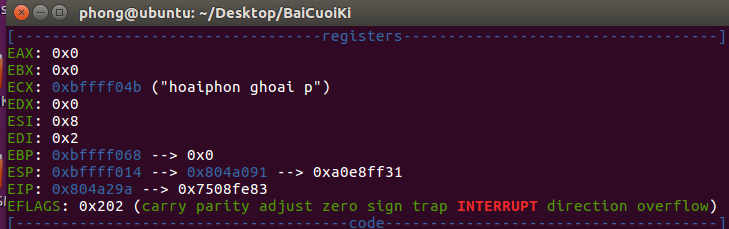 phong@ubuntu: ~/Desktop/BaiCuoiKi
[----------------------------------registers-----------------------------------]
EAX: 0x0
EBX: 0x0
ECX: 0xbffff04b ("hoaiphon ghoai p")
EDX: 0x0
ESI: 0x8
EDI: 0x2
EBP: 0xbffff068 --> 0x0
ESP: 0xbffff014 --> 0x804a091 --> 0xa0e8ff31
EIP: 0x804a29a --> 0x7508fe83
EFLAGS: 0x202 (carry parity adjust zero sign trap INTERRUPT direction overflow)
[-------------------------------------code-------------------------------------]